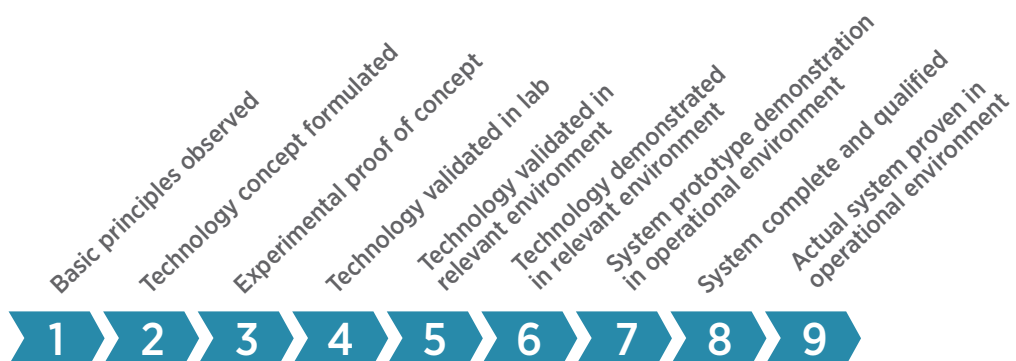 Basic principles observed
Technology concept formulated
Experimental proof of concept
Technology validated in lab
Technology validated in
relevant environment
Technology demonstrated
in relevant environment
System prototype demonstration
in operational environment
System complete and qualified
Actual system proven in
operational environment
1 2 3 4 5 6 7 8 9